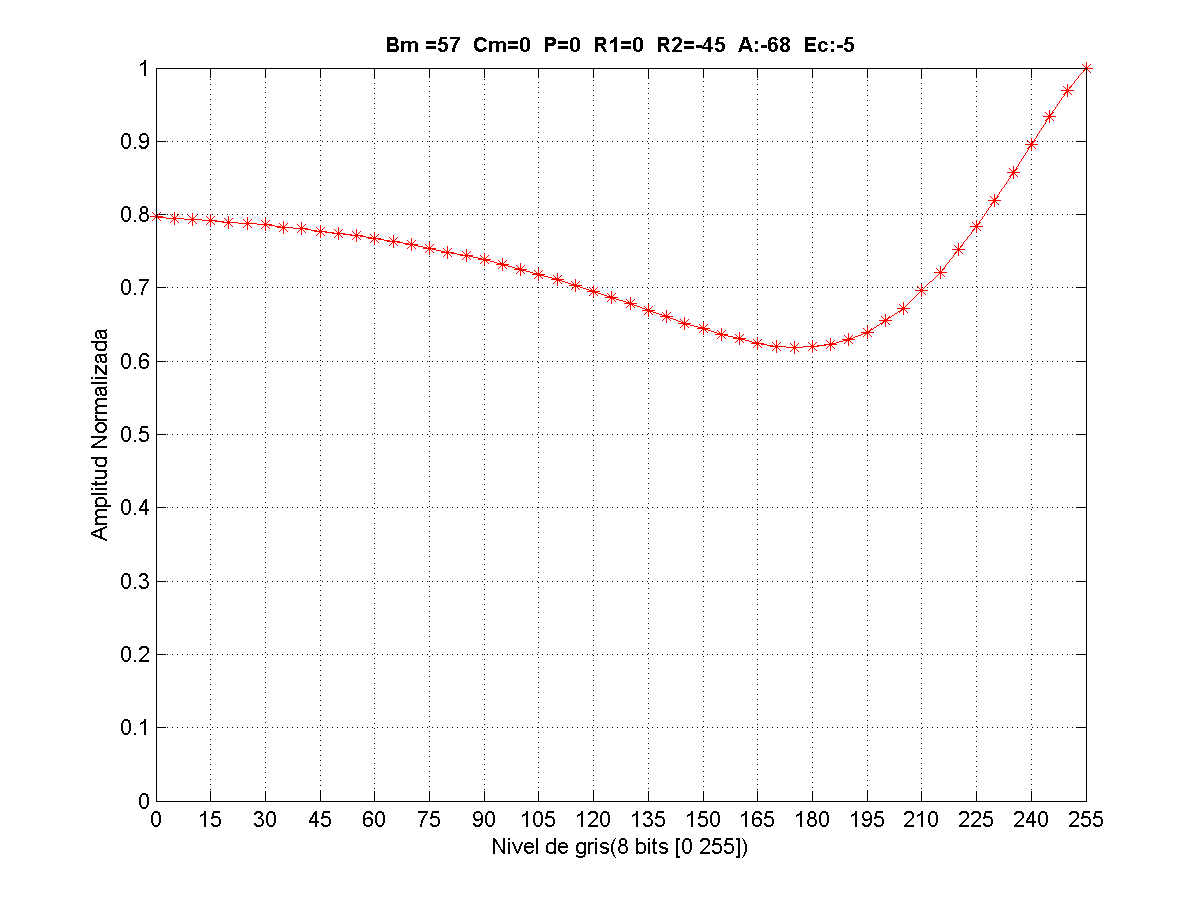 Bm =57 Cm=0 P=0 R1=0 R2=-45 A:-68 Ec:-5
1
0.9
0.8
0.7
0.6
0.5
0.4
0.3
0.2
0.1
0
Amplitud Normalizada
0 15 30 45 60 75 90 105 120 135 150 165 180 195 210 225 240 255
Nivel de gris(8 bits [0 255])